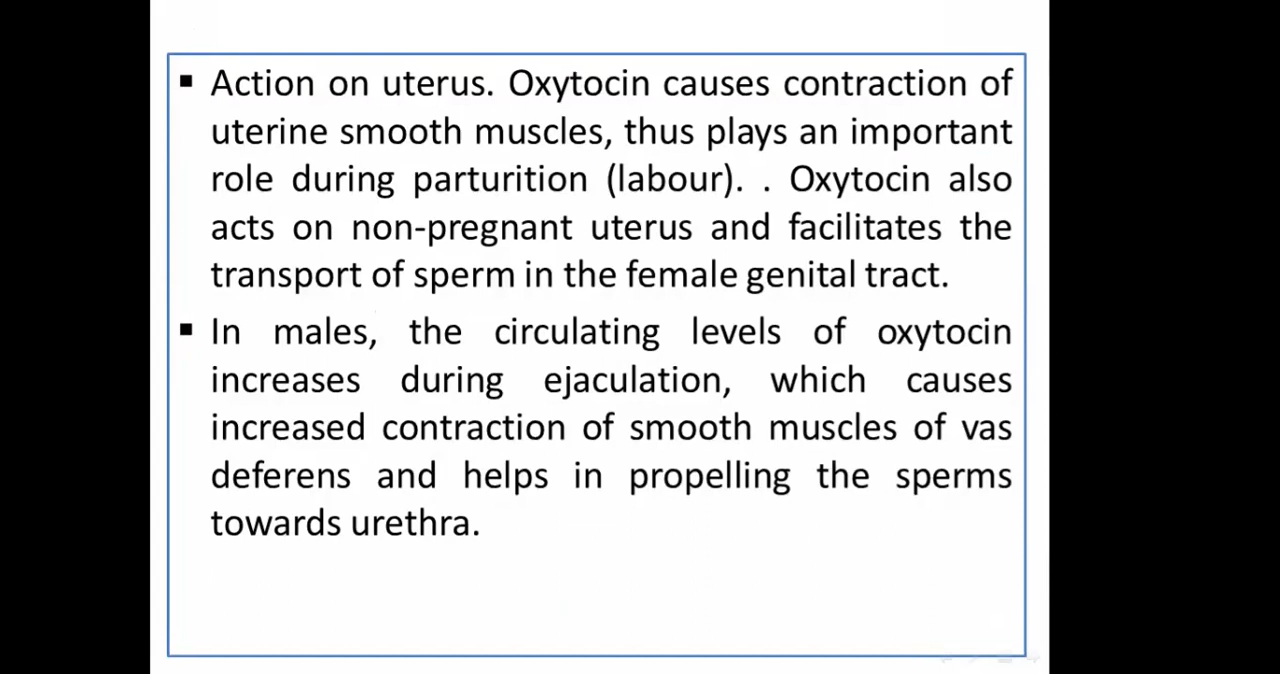 ▪ Action on uterus. Oxytocin causes contraction of
uterine smooth muscles, thus plays an important
role during parturition (labour). . Oxytocin also
acts on non-pregnant uterus and facilitates the
transport of sperm in the female genital tract.
▪ In males, the circulating levels of oxytocin
increases during ejaculation, which causes
increased contraction of smooth muscles of vas
deferens and helps in propelling the sperms
towards urethra.